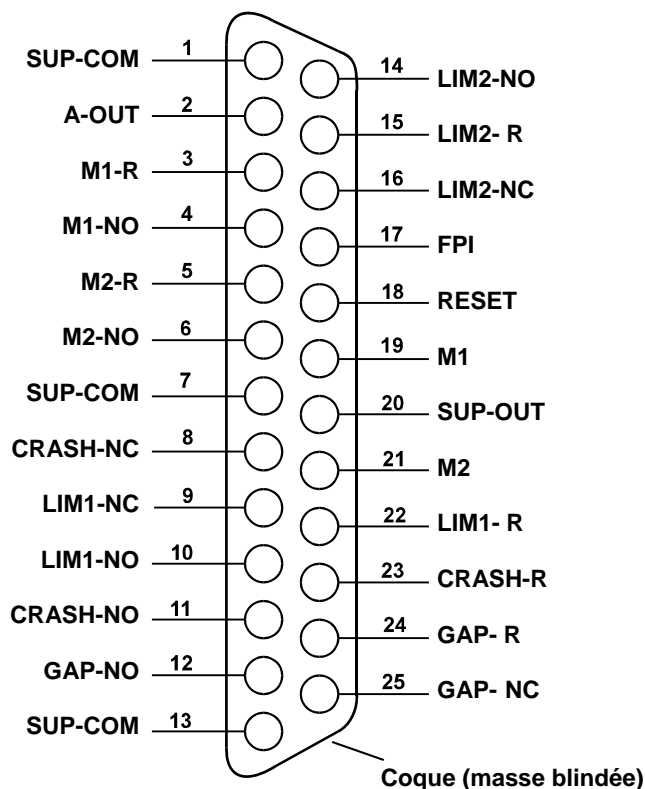 SUP-COM 1
A-OUT 2
M1-R 3
M1-NO 4
M2-R 5
M2-NO 6
SUP-COM 7
CRASH-NC 8
LIM1-NC 9
LIM1-NO 10
CRASH-NO 11
GAP-NO 12
SUP-COM 13
14 LIM2-NO
15 LIM2- R
16 LIM2-NC
17 FPI
18 RESET
19 M1
20 SUP-OUT
21 M2
22 LIM1- R
23 CRASH-R
24 GAP- R
25 GAP- NC
Coque (masse blindée)